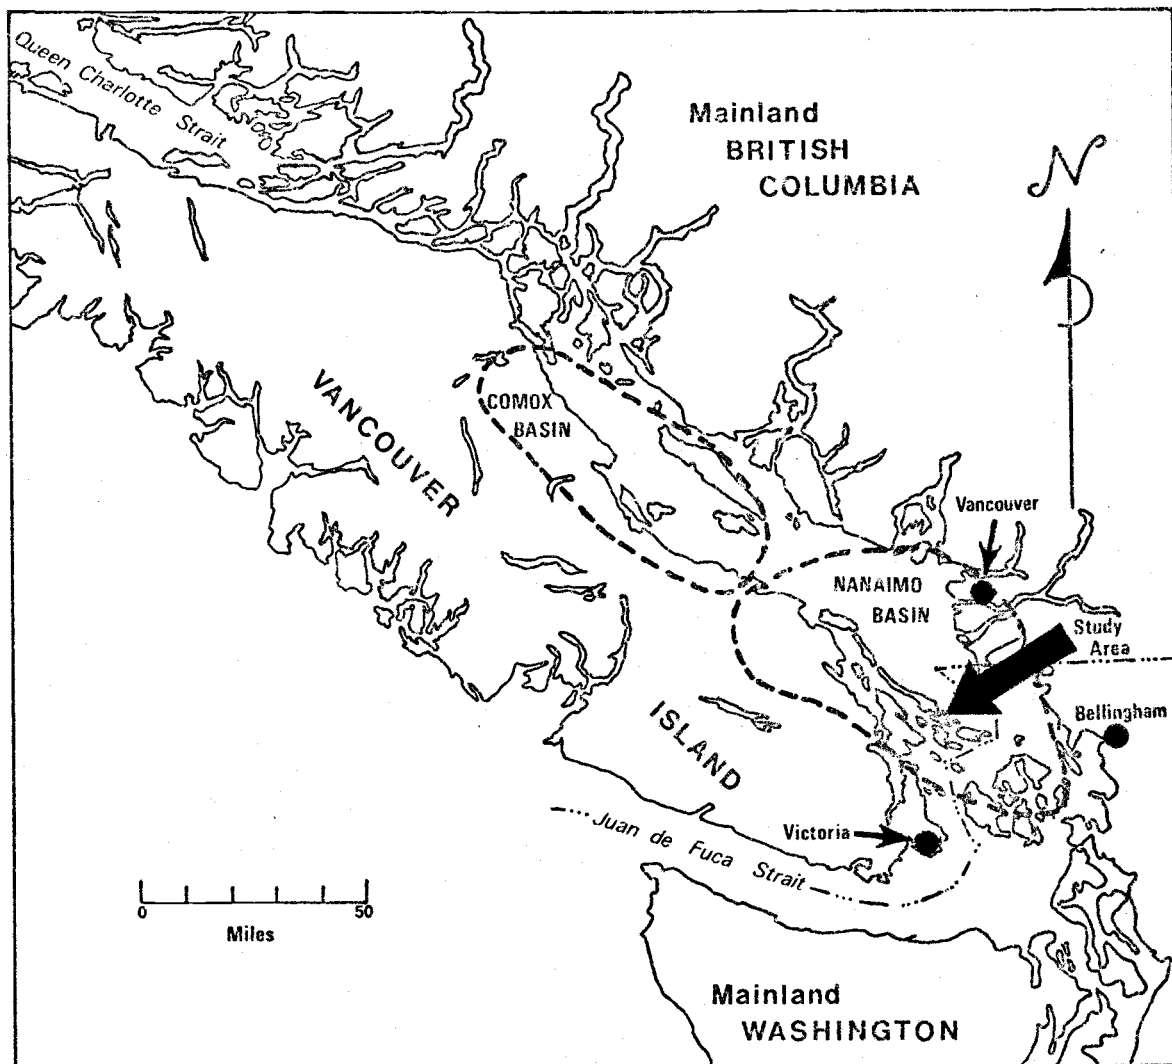 Queen Charlotte
Strait
Mainland
BRITISH
COLUMBIA
N
VANCOUVER
COMOX
BASIN
Vancouver
NANAIMO
BASIN
Study
Area
Bellingham
ISLAND
Victoria
Juan de Fuca Strait
0 50
Miles
Mainland
WASHINGTON